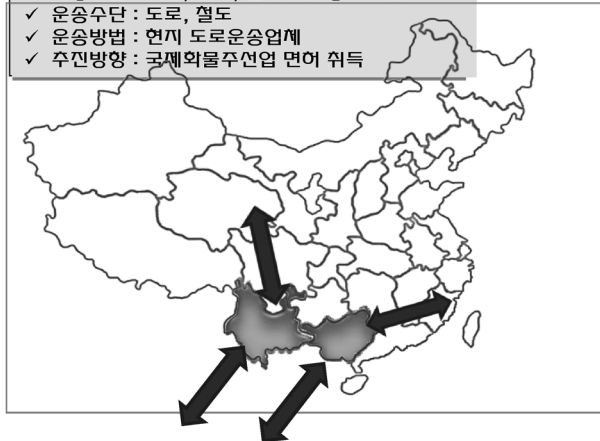 ✓ 운송수단 : 도로, 철도
✓ 운송방법 : 현지 도로운송업체
✓ 추진방향 : 국제화물주선업 면허 취득